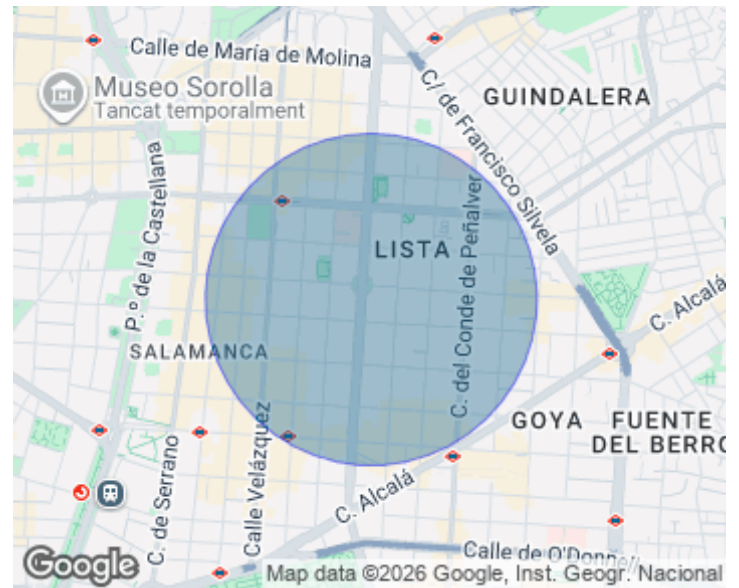 Calle de María de Molina
Museo Sorolla
Tancat temporalment
GUINDALERA
C/ de Francisco Silvela
P.º de la Castellana
LISTA
C. del Conde de Peñalver
SALAMANCA
C. Alcalá
GOYA
FUENTE
DEL BERRO
Calle Velázquez
C. de Serrano
C. Alcalá
Calle de O'Donnell
Google
Map data ©2026 Google, Inst. Geogr. Nacional